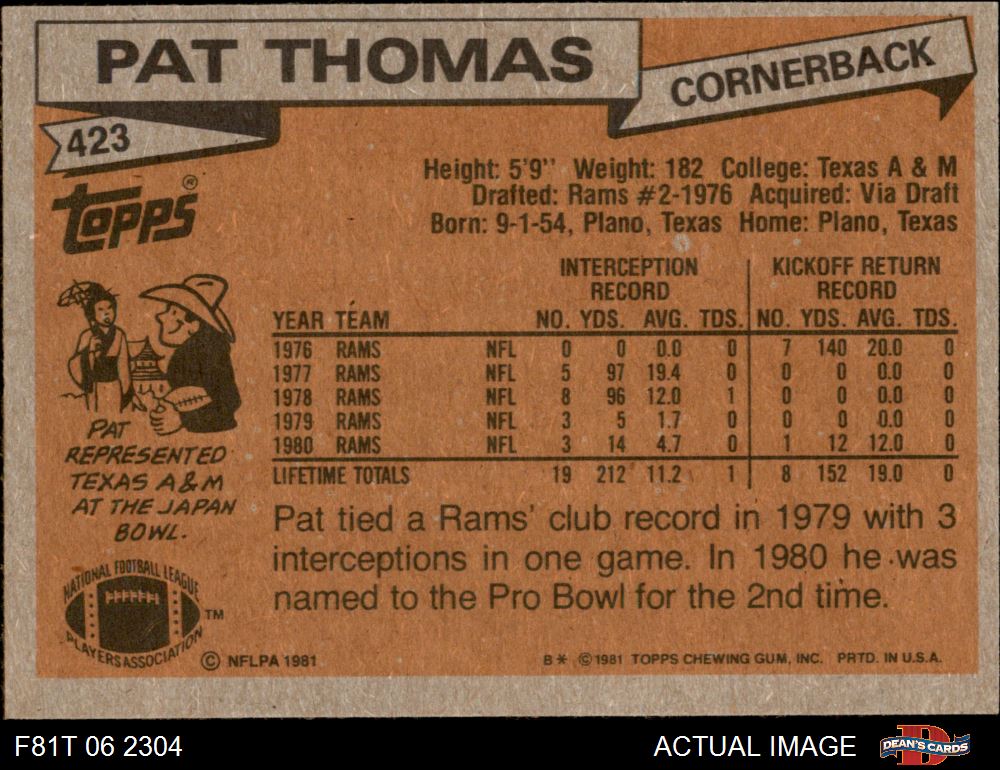 PAT THOMAS
CORNERBACK
423
TOPPS®
Height: 5'9" Weight: 182 College: Texas A & M
Drafted: Rams #2-1976 Acquired: Via Draft
Born: 9-1-54, Plano, Texas Home: Plano, Texas
INTERCEPTION RECORD KICKOFF RETURN RECORD
YEAR TEAM NO. YDS. AVG. TDS. NO. YDS. AVG. TDS.
1976 RAMS NFL 0 0 0.0 0 7 140 20.0 0
1977 RAMS NFL 5 97 19.4 0 0 0 0.0 0
1978 RAMS NFL 8 96 12.0 1 0 0 0.0 0
1979 RAMS NFL 3 5 1.7 0 0 0 0.0 0
1980 RAMS NFL 3 14 4.7 0 1 12 12.0 0
LIFETIME TOTALS 19 212 11.2 1 8 152 19.0 0
PAT
REPRESENTED
TEXAS A&M
AT THE JAPAN
BOWL.
Pat tied a Rams' club record in 1979 with 3
interceptions in one game. In 1980 he was
named to the Pro Bowl for the 2nd time.
NATIONAL FOOTBALL LEAGUE
PLAYERS ASSOCIATION
TM
© NFLPA 1981
B* ©1981 TOPPS CHEWING GUM, INC. PRTD. IN U.S.A.
F81T 06 2304
ACTUAL IMAGE
D
DEAN'S CARDS